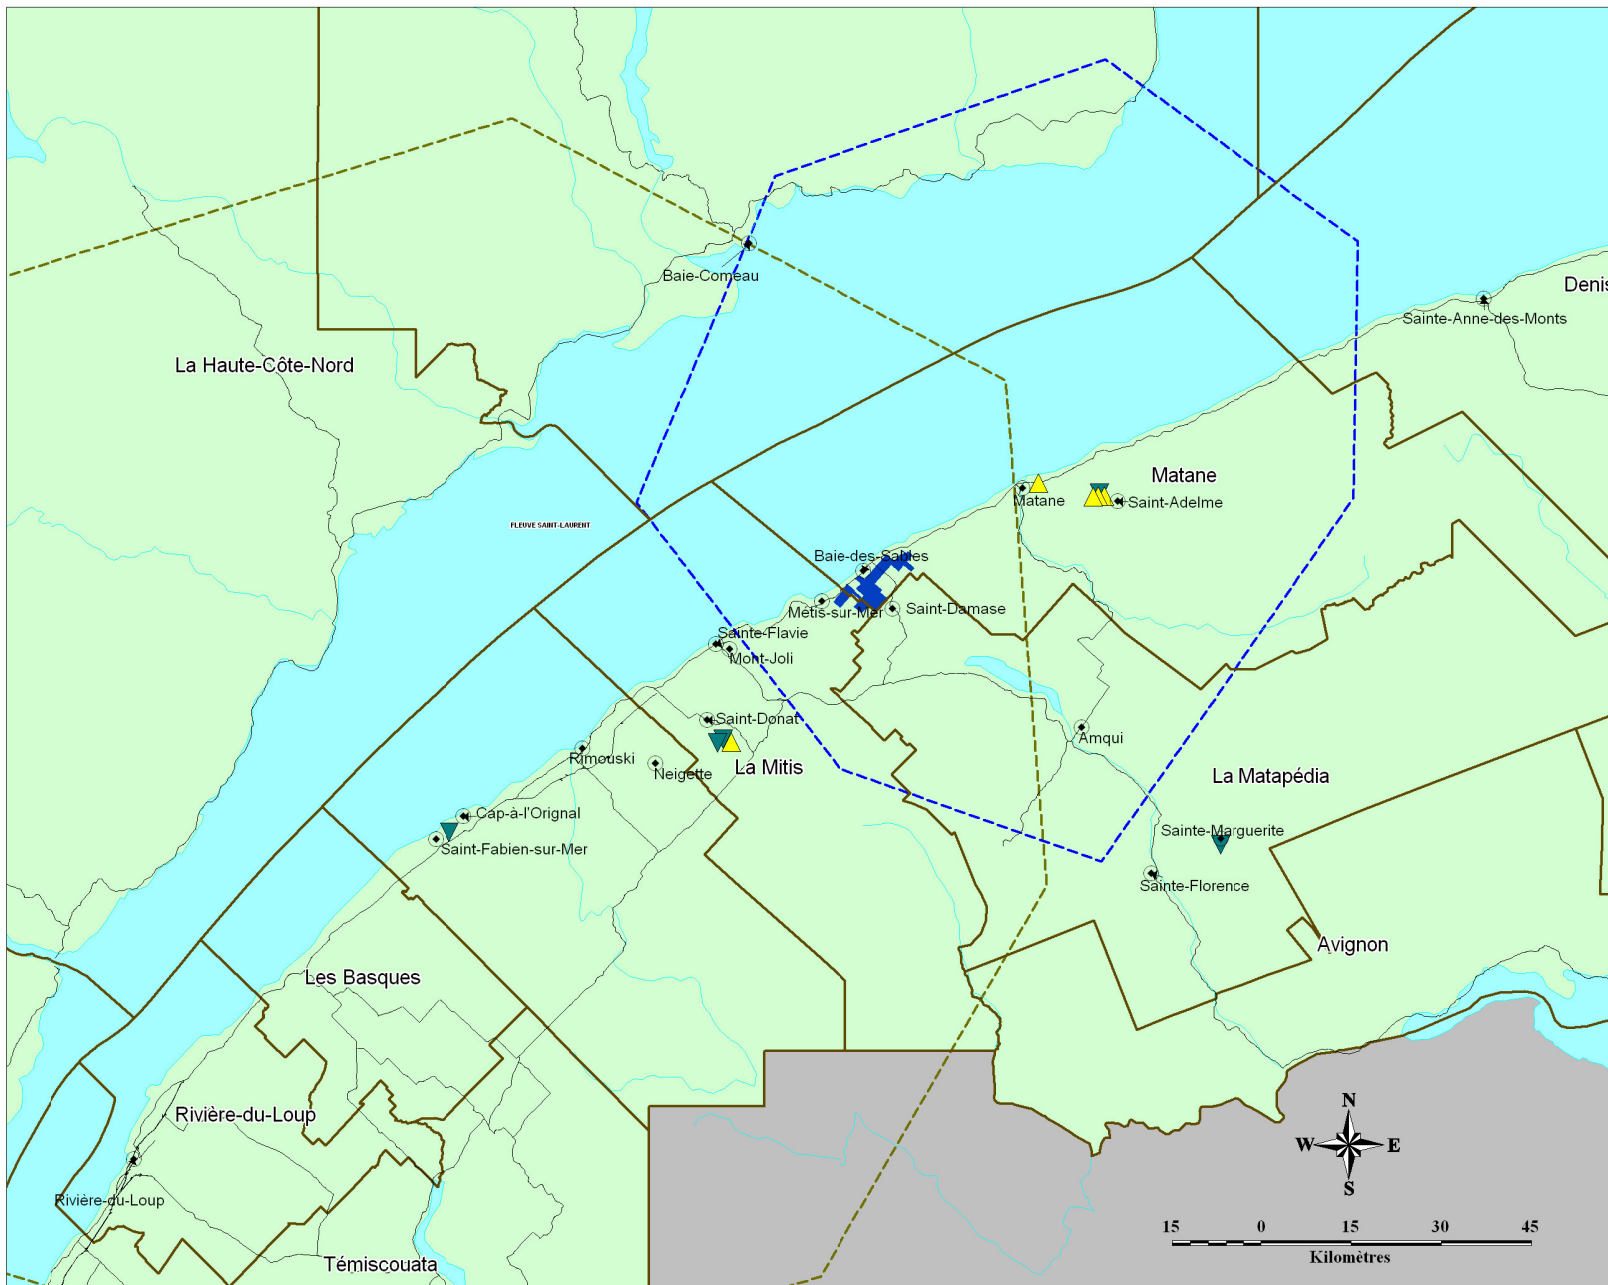 Baie-Comeau
Denis
Sainte-Anne-des-Monts
La Haute-Côte-Nord
Matane
Matane
Saint-Adelme
FLEUVE SAINT-LAURENT
Baie-des-Sables
Métis-sur-Mer
Saint-Damase
Sainte-Flavie
Mont-Joli
Saint-Donat
Amqui
Rimouski
Neigette
La Mitis
La Matapédia
Cap-à-l'Orignal
Sainte-Marguerite
Saint-Fabien-sur-Mer
Sainte-Florence
Avignon
Les Basques
Rivière-du-Loup
N
W E
S
Rivière-du-Loup
15 0 15 30 45
Kilomètres
Témiscouata